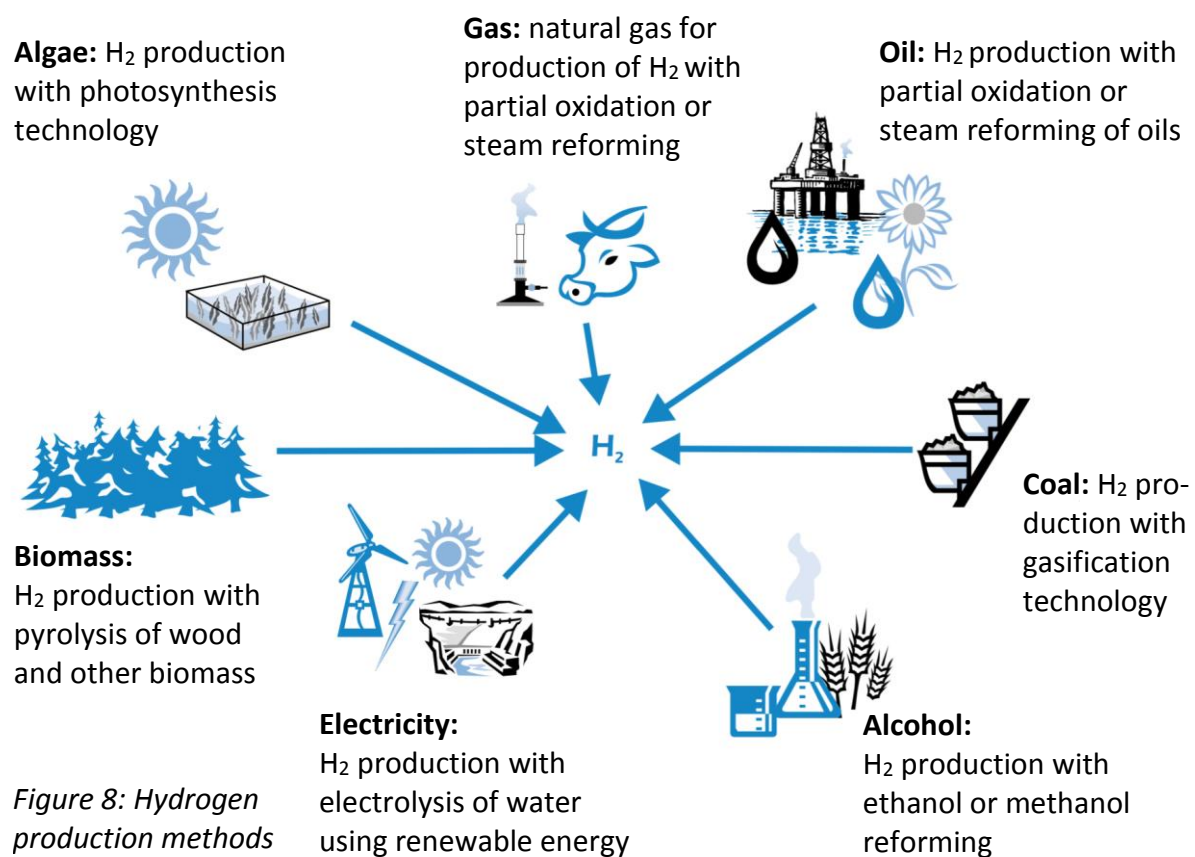 Algae: H₂ production
with photosynthesis
technology
Gas: natural gas for
production of H₂ with
partial oxidation or
steam reforming
Oil: H₂ production with
partial oxidation or
steam reforming of oils
H₂
Coal: H₂ pro-
duction with
gasification
technology
Biomass:
H₂ production with
pyrolysis of wood
and other biomass
Electricity:
H₂ production with
electrolysis of water
using renewable energy
Alcohol:
H₂ production with
ethanol or methanol
reforming
Figure 8: Hydrogen
production methods